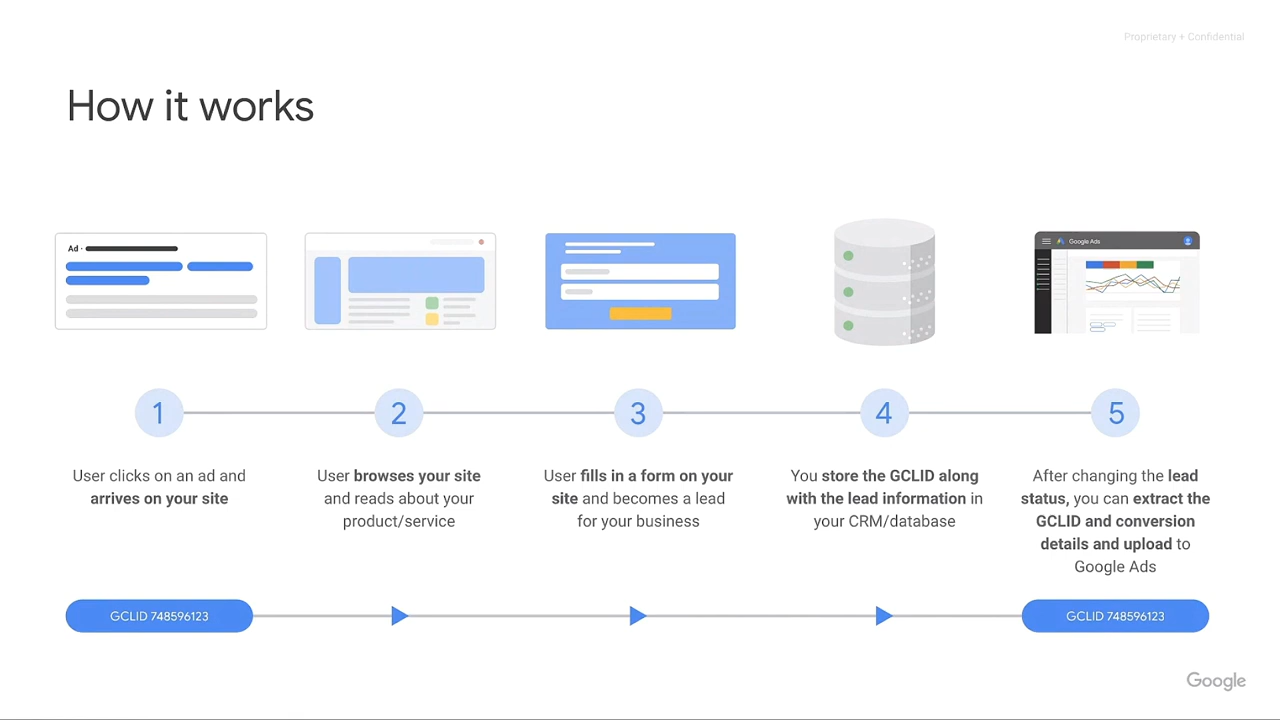 Proprietary + Confidential
How it works
Ad ·
Google Ads
1
2
3
4
5
User clicks on an ad and
arrives on your site
User browses your site
and reads about your
product/service
User fills in a form on your
site and becomes a lead
for your business
You store the GCLID along
with the lead information in
your CRM/database
After changing the lead
status, you can extract the
GCLID and conversion
details and upload to
Google Ads
GCLID 748596123
GCLID 748596123
Google